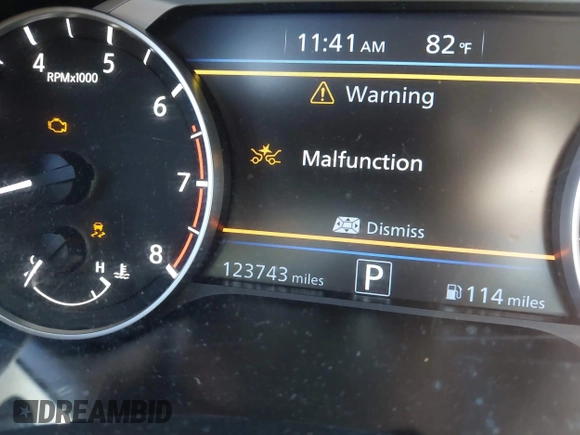 11:41 AM 82 °F
4 5
RPMx1000
6
Warning
Malfunction
7
Dismiss
C H 8
123743 miles P 114 miles
DREAMBID